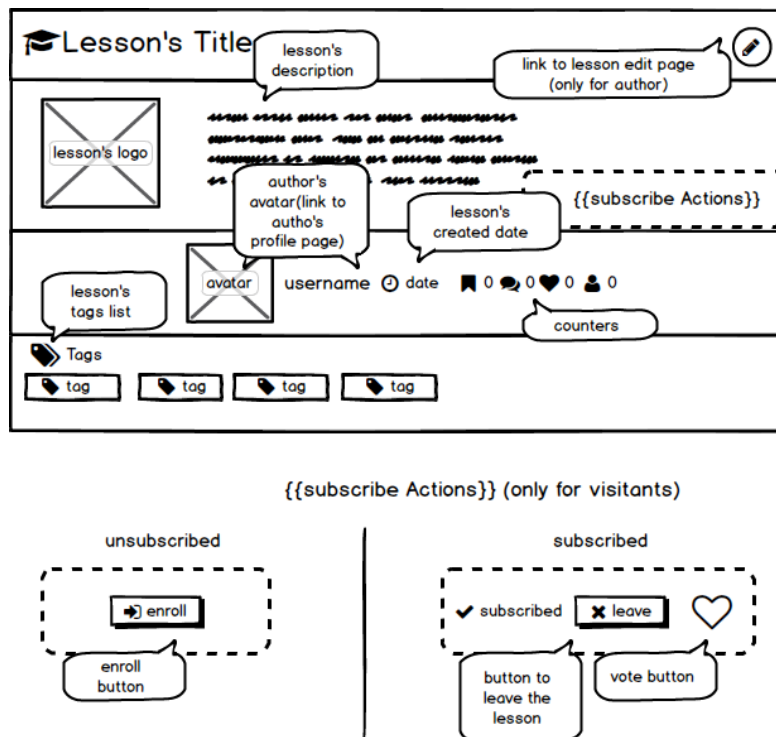 Lesson's Title
lesson's
description
link to lesson edit page
(only for author)
lesson's logo
{{subscribe Actions}}
author's
avatar(link to
autho's
profile page)
lesson's
created date
lesson's
tags list
avatar
username
date
0
0
0
0
counters
Tags
tag
tag
tag
tag
{{subscribe Actions}} (only for visitants)
unsubscribed
subscribed
enroll
subscribed
leave
enroll
button
button to
leave the
lesson
vote button